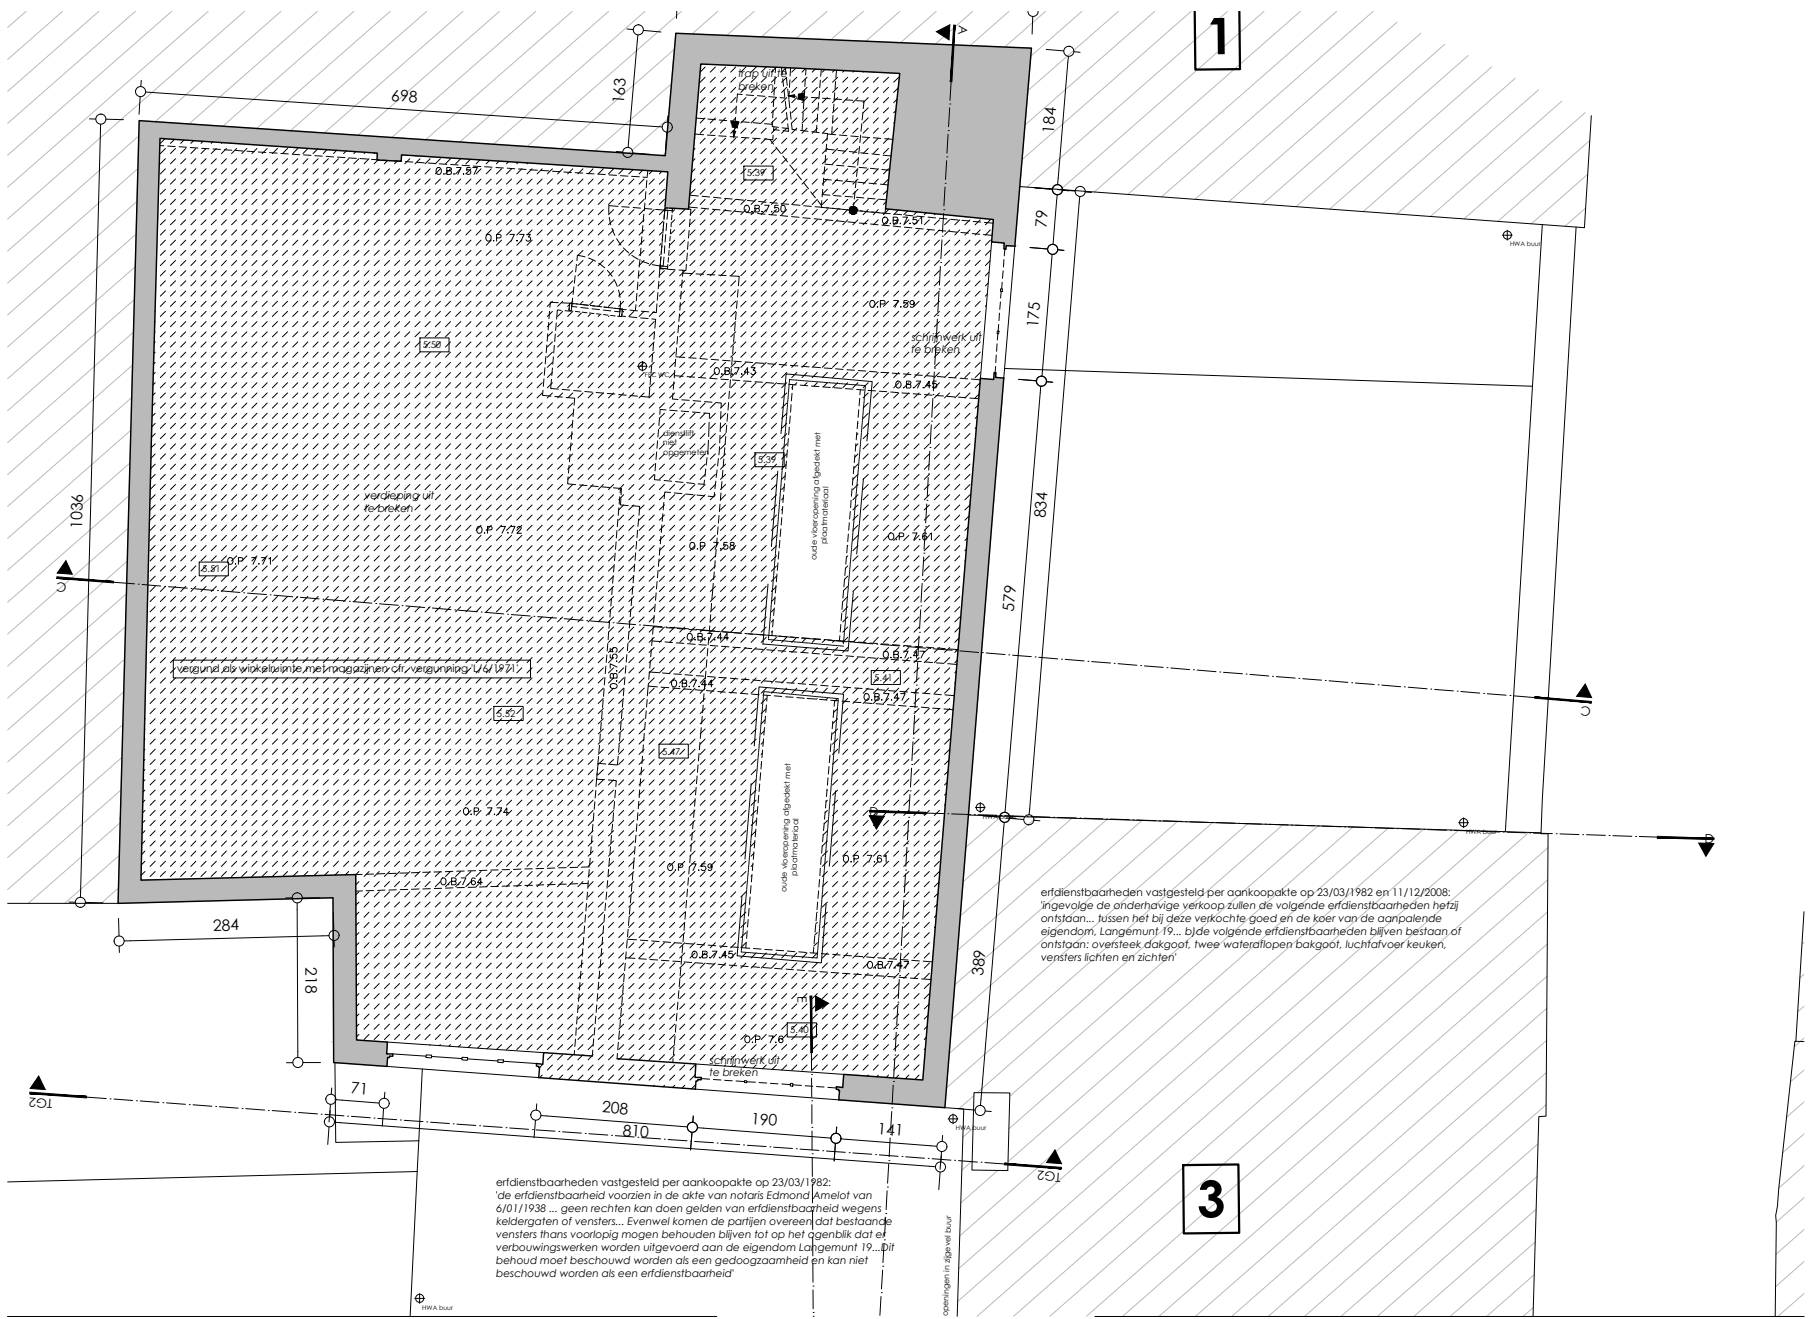 1
A
trap uit te
breken
698
163
184
5.39
O.B.7.57
O.B.7.50
O.B.7.51
79
HWA buur
O.P 7.73
O.P 7.59
175
schrijnwerk uit
te breken
5.50
O.B.7.43
O.B.7.45
dienstlift
niet
opgemeten
5.39
oude vloeropening afgedekt met
plaatmateriaal
1036
verdieping uit
te breken
834
O.P 7.72
O.P 7.58
O.P 7.61
5.51
O.P 7.71
C
579
O.B.7.44
O.B.7.47
vergund als winkelruimte met magazijnen cfr. vergunning 'L/6/1971'
O.B.7.55
O.B.7.44
5.41
O.B.7.47
C
5.52
5.47
oude vloeropening afgedekt met
plaatmateriaal
O.P 7.74
HWA buur
D
D
O.P 7.59
O.P 7.61
O.B.7.64
erfdienstbaarheden vastgesteld per aankoopakte op 23/03/1982 en 11/12/2008:
'ingevolge de onderhavige verkoop zullen de volgende erfdienstbaarheden hetzij
ontstaan... tussen het bij deze verkochte goed en de koer van de aanpalende
eigendom, Langemunt 19... b)de volgende erfdienstbaarheden blijven bestaan of
ontstaan: oversteek dakgoot, twee wateraflopen bakgoot, luchtafvoer keuken,
vensters lichten en zichten'
284
218
O.B.7.45
O.B.7.47
389
E
5.40
O.P 7.6
schrijnwerk uit
te breken
TG2
71
208
190
141
810
HWA buur
TG2
3
erfdienstbaarheden vastgesteld per aankoopakte op 23/03/1982:
'de erfdienstbaarheid voorzien in de akte van notaris Edmond Amelot van
6/01/1938 ... geen rechten kan doen gelden van erfdienstbaarheid wegens
keldergaten of vensters... Evenwel komen de partijen overeen dat bestaande
vensters thans voorlopig mogen behouden blijven tot op het ogenblik dat er
verbouwingswerken worden uitgevoerd aan de eigendom Langemunt 19...Dit
behoud moet beschouwd worden als een gedoogzaamheid en kan niet
beschouwd worden als een erfdienstbaarheid'
openingen in zijgevel buur
HWA buur